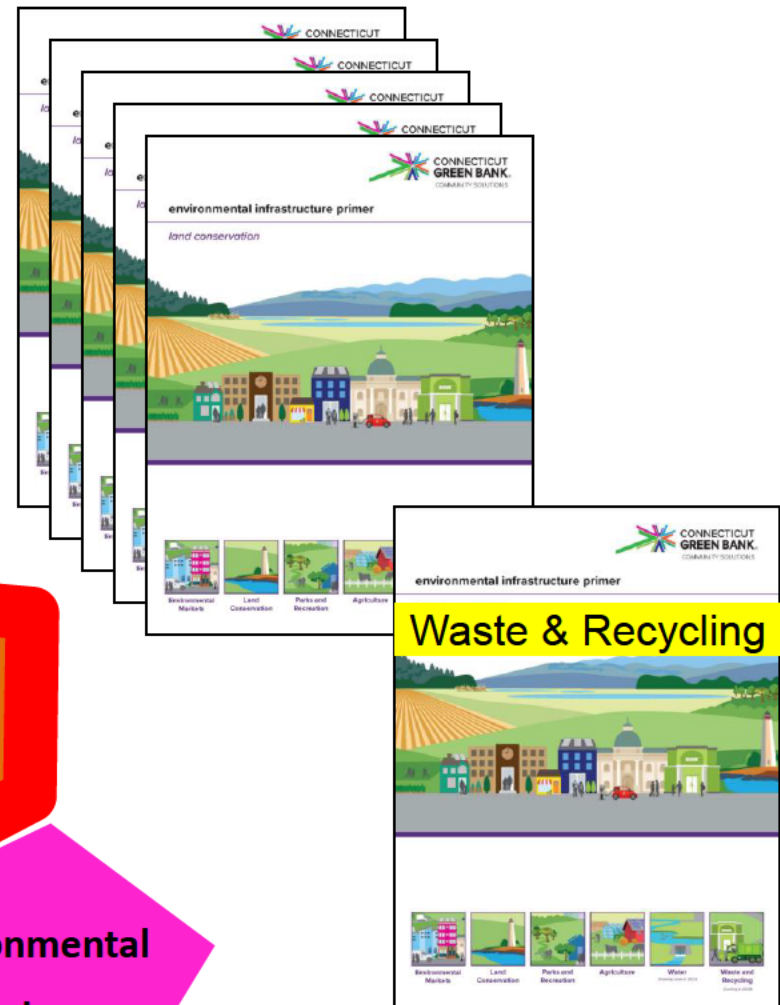 CONNECTICUT
CONNECTICUT
CONNECTICUT
CONNECTICUT
CONNECTICUT
GREEN BANK.
COMMUNITY SOLUTIONS
environmental infrastructure primer
land conservation
Environmental
Markets
Land
Conservation
Parks and
Recreation
Agriculture
CONNECTICUT
GREEN BANK.
COMMUNITY SOLUTIONS
environmental infrastructure primer
Waste & Recycling
Environmental
Markets
Land
Conservation
Parks and
Recreation
Agriculture
Water
Waste and
Recycling
onmental